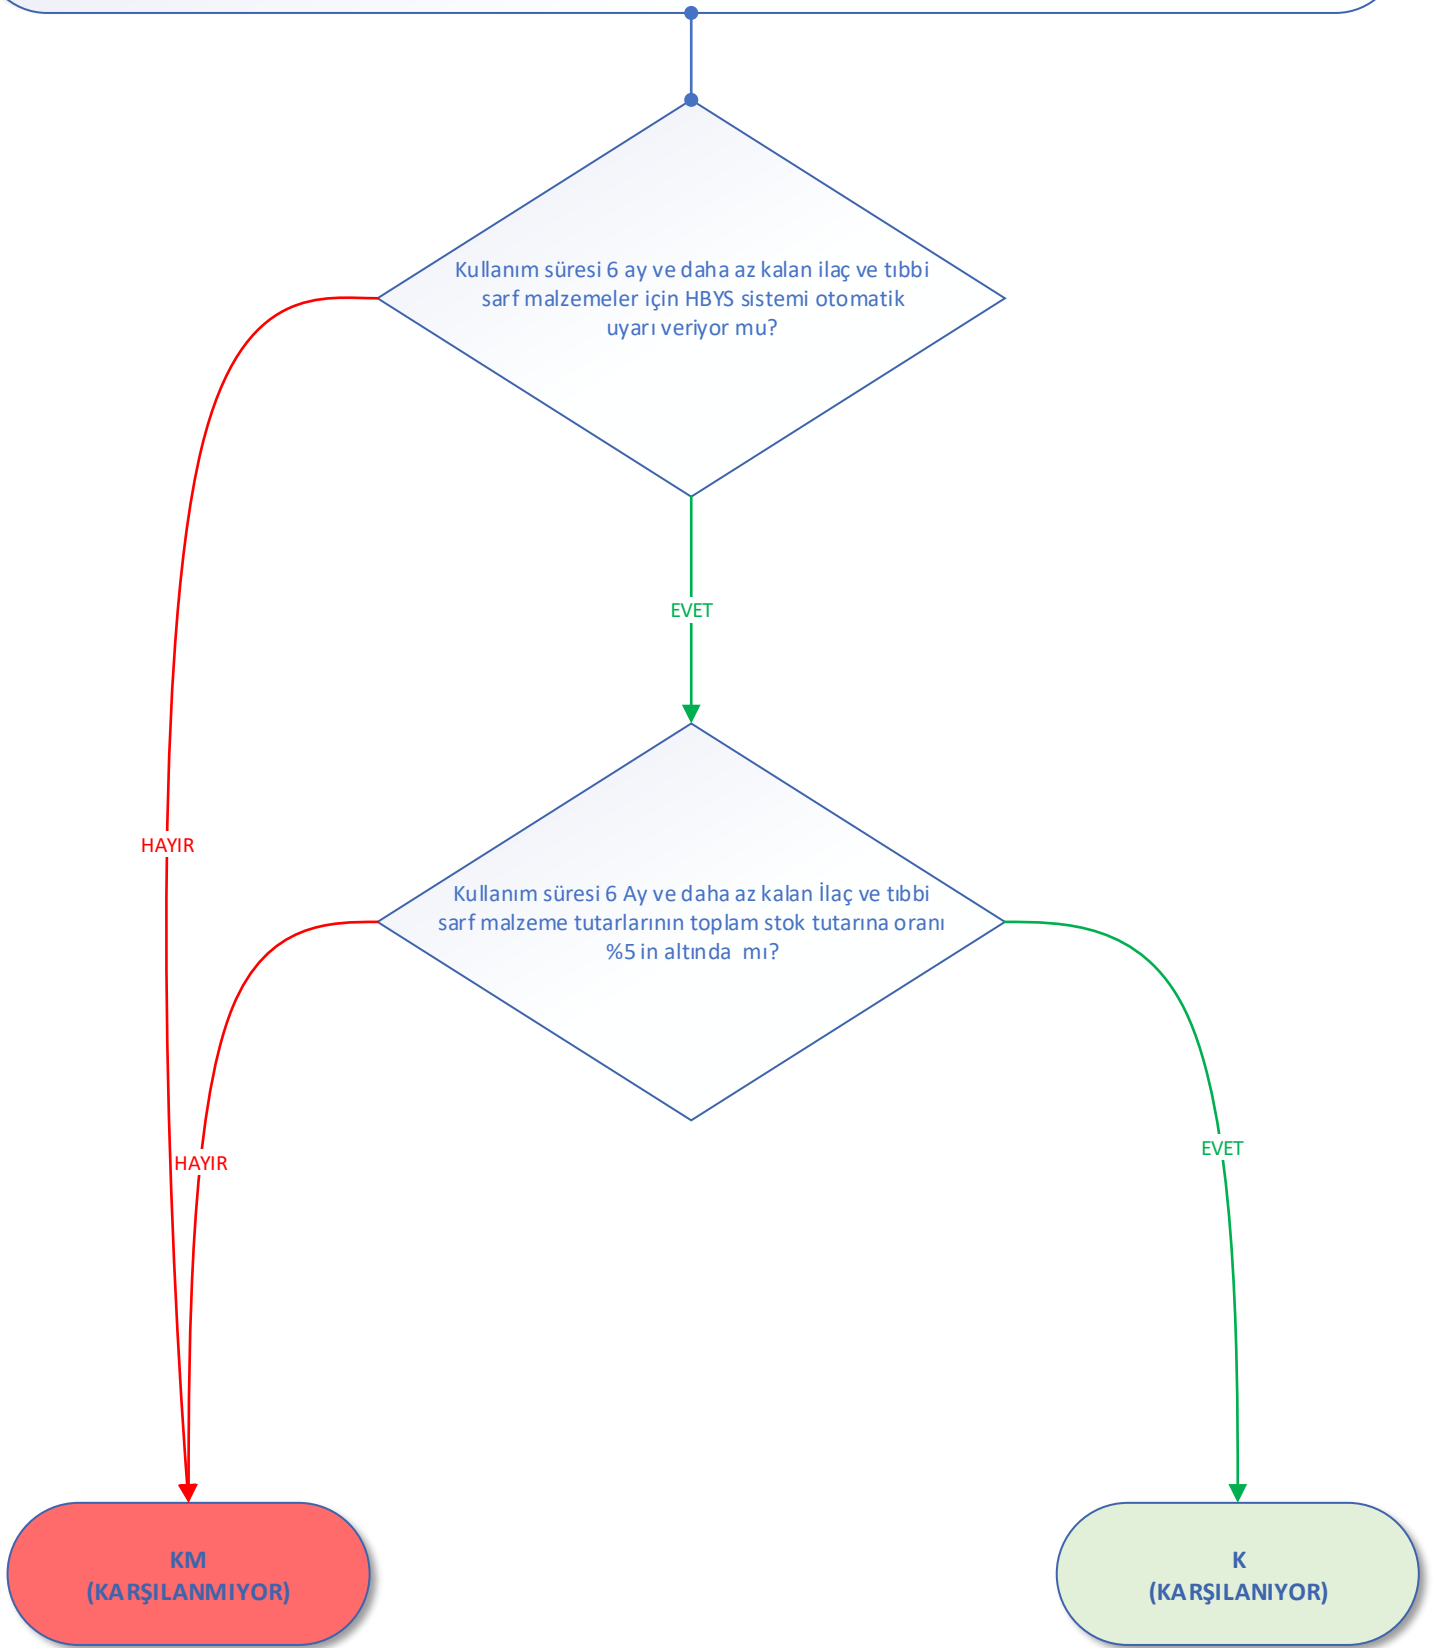 Kullanım süresi 6 ay ve daha az kalan ilaç ve tıbbi
sarf malzemeler için HBYS sistemi otomatik
uyarı veriyor mu?
EVET
HAYIR
Kullanım süresi 6 Ay ve daha az kalan İlaç ve tıbbi
sarf malzeme tutarlarının toplam stok tutarına oranı
%5 in altında  mı?
HAYIR
EVET
KM
(KARŞILANMIYOR)
K
(KARŞILANIYOR)